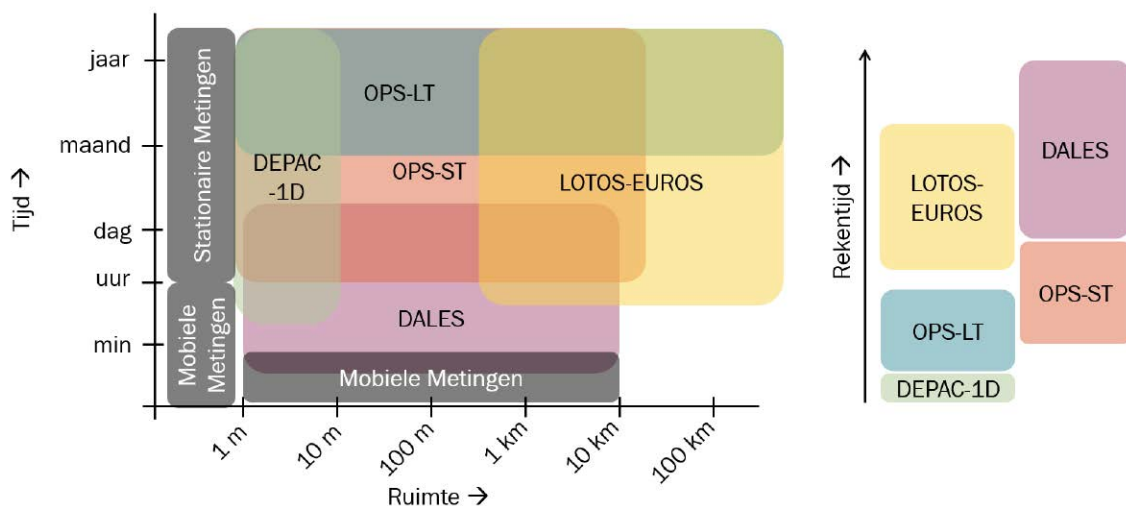 jaar
maand
dag
uur
min
Tijd →
Stationaire Metingen
Mobiele
Metingen
OPS-LT
DEPAC
-1D
OPS-ST
LOTOS-EUROS
DALES
Mobiele Metingen
1 m
10 m
100 m
1 km
10 km
100 km
Ruimte →
Rekentijd →
DALES
LOTOS-
EUROS
OPS-ST
OPS-LT
DEPAC-1D